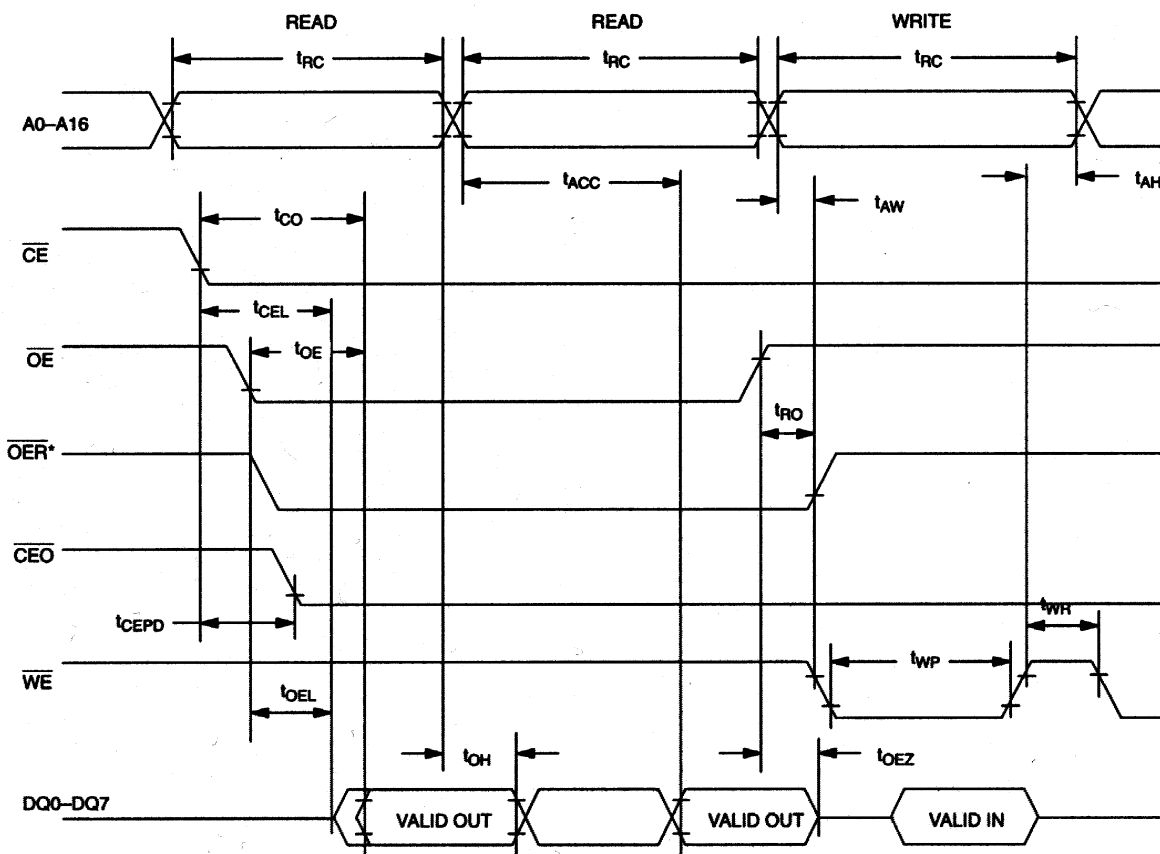 READ READ WRITE
tRC tRC tRC
A0–A16
tACC tAH
tAW
tCO
CE
tCEL
OE tOE
tRO
OER*
CEO
tCEPD tWR
WE tWP
tOEL
tOH tOEZ
DQ0–DQ7 VALID OUT VALID OUT VALID IN